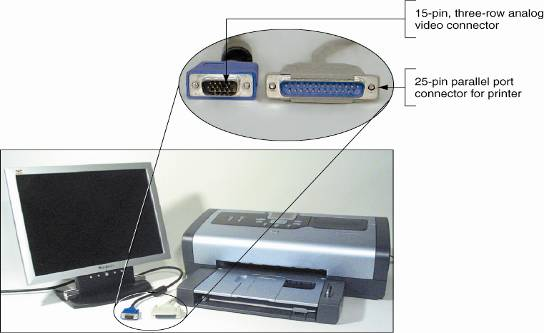 15-pin, three-row analog
video connector
25-pin parallel port
connector for printer